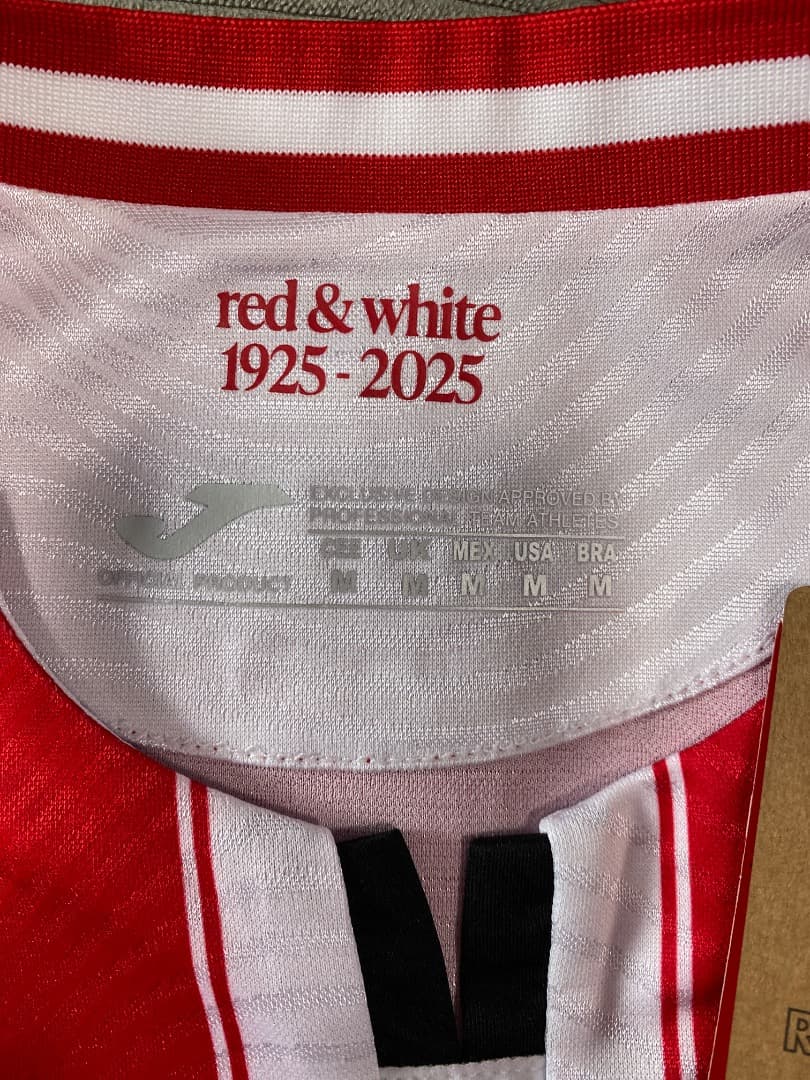 red & white
1925 - 2025
EXCLUSIVE DESIGN APPROVED BY
PROFESSIONAL TEAM ATHLETES
CEE UK MEX USA BRA
M M M M M
OFFICIAL PRODUCT
R